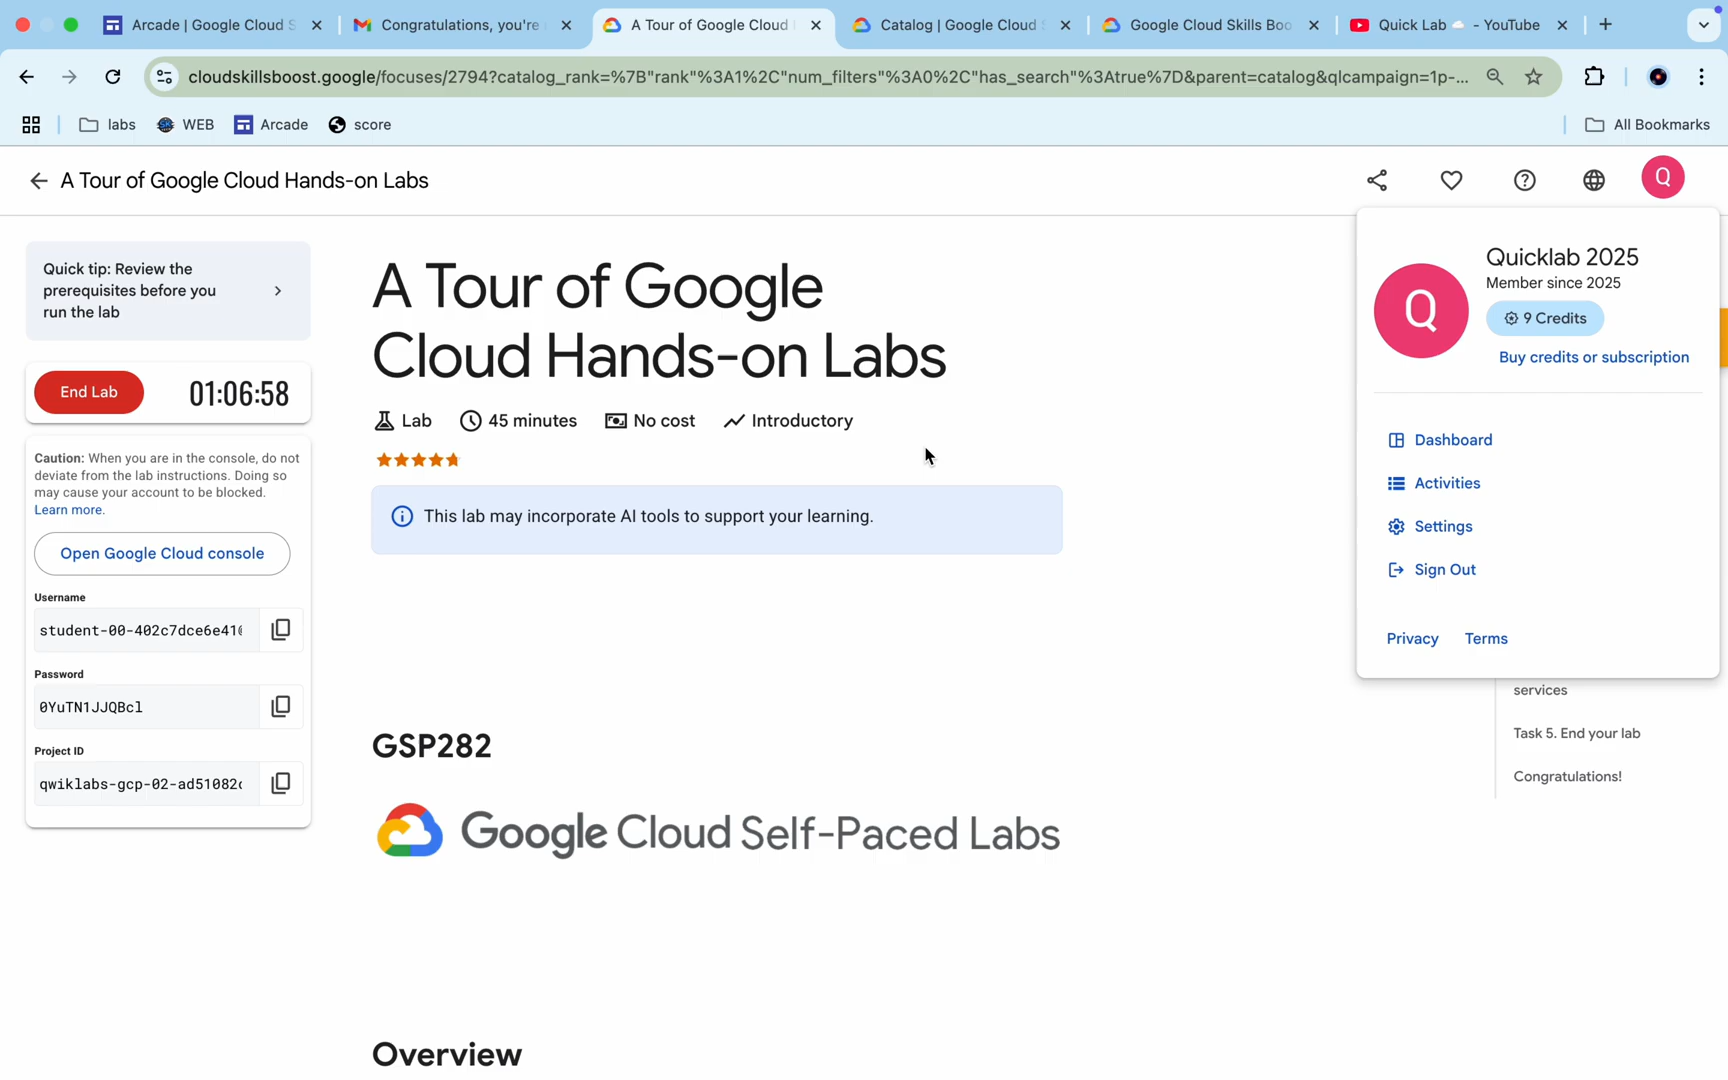 Arcade | Google Cloud S
Congratulations, you're
A Tour of Google Cloud
Catalog | Google Cloud S
Google Cloud Skills Boo
Quick Lab - YouTube
cloudskillsboost.google/focuses/2794?catalog_rank=%7B"rank"%3A1%2C"num_filters"%3A0%2C"has_search"%3Atrue%7D&parent=catalog&qlcampaign=1p-...
labs
WEB
Arcade
score
All Bookmarks
A Tour of Google Cloud Hands-on Labs
Q
Quick tip: Review the
prerequisites before you
run the lab
End Lab
01:06:58
Caution: When you are in the console, do not
deviate from the lab instructions. Doing so
may cause your account to be blocked.
Learn more.
Open Google Cloud console
Username
student-00-402c7dce6e41@
Password
0YuTN1JJQBcl
Project ID
qwiklabs-gcp-02-ad51082c
A Tour of Google
Cloud Hands-on Labs
Lab
45 minutes
No cost
Introductory
This lab may incorporate AI tools to support your learning.
GSP282
Google Cloud Self-Paced Labs
Overview
Q
Quicklab 2025
Member since 2025
9 Credits
Buy credits or subscription
Dashboard
Activities
Settings
Sign Out
Privacy
Terms
services
Task 5. End your lab
Congratulations!